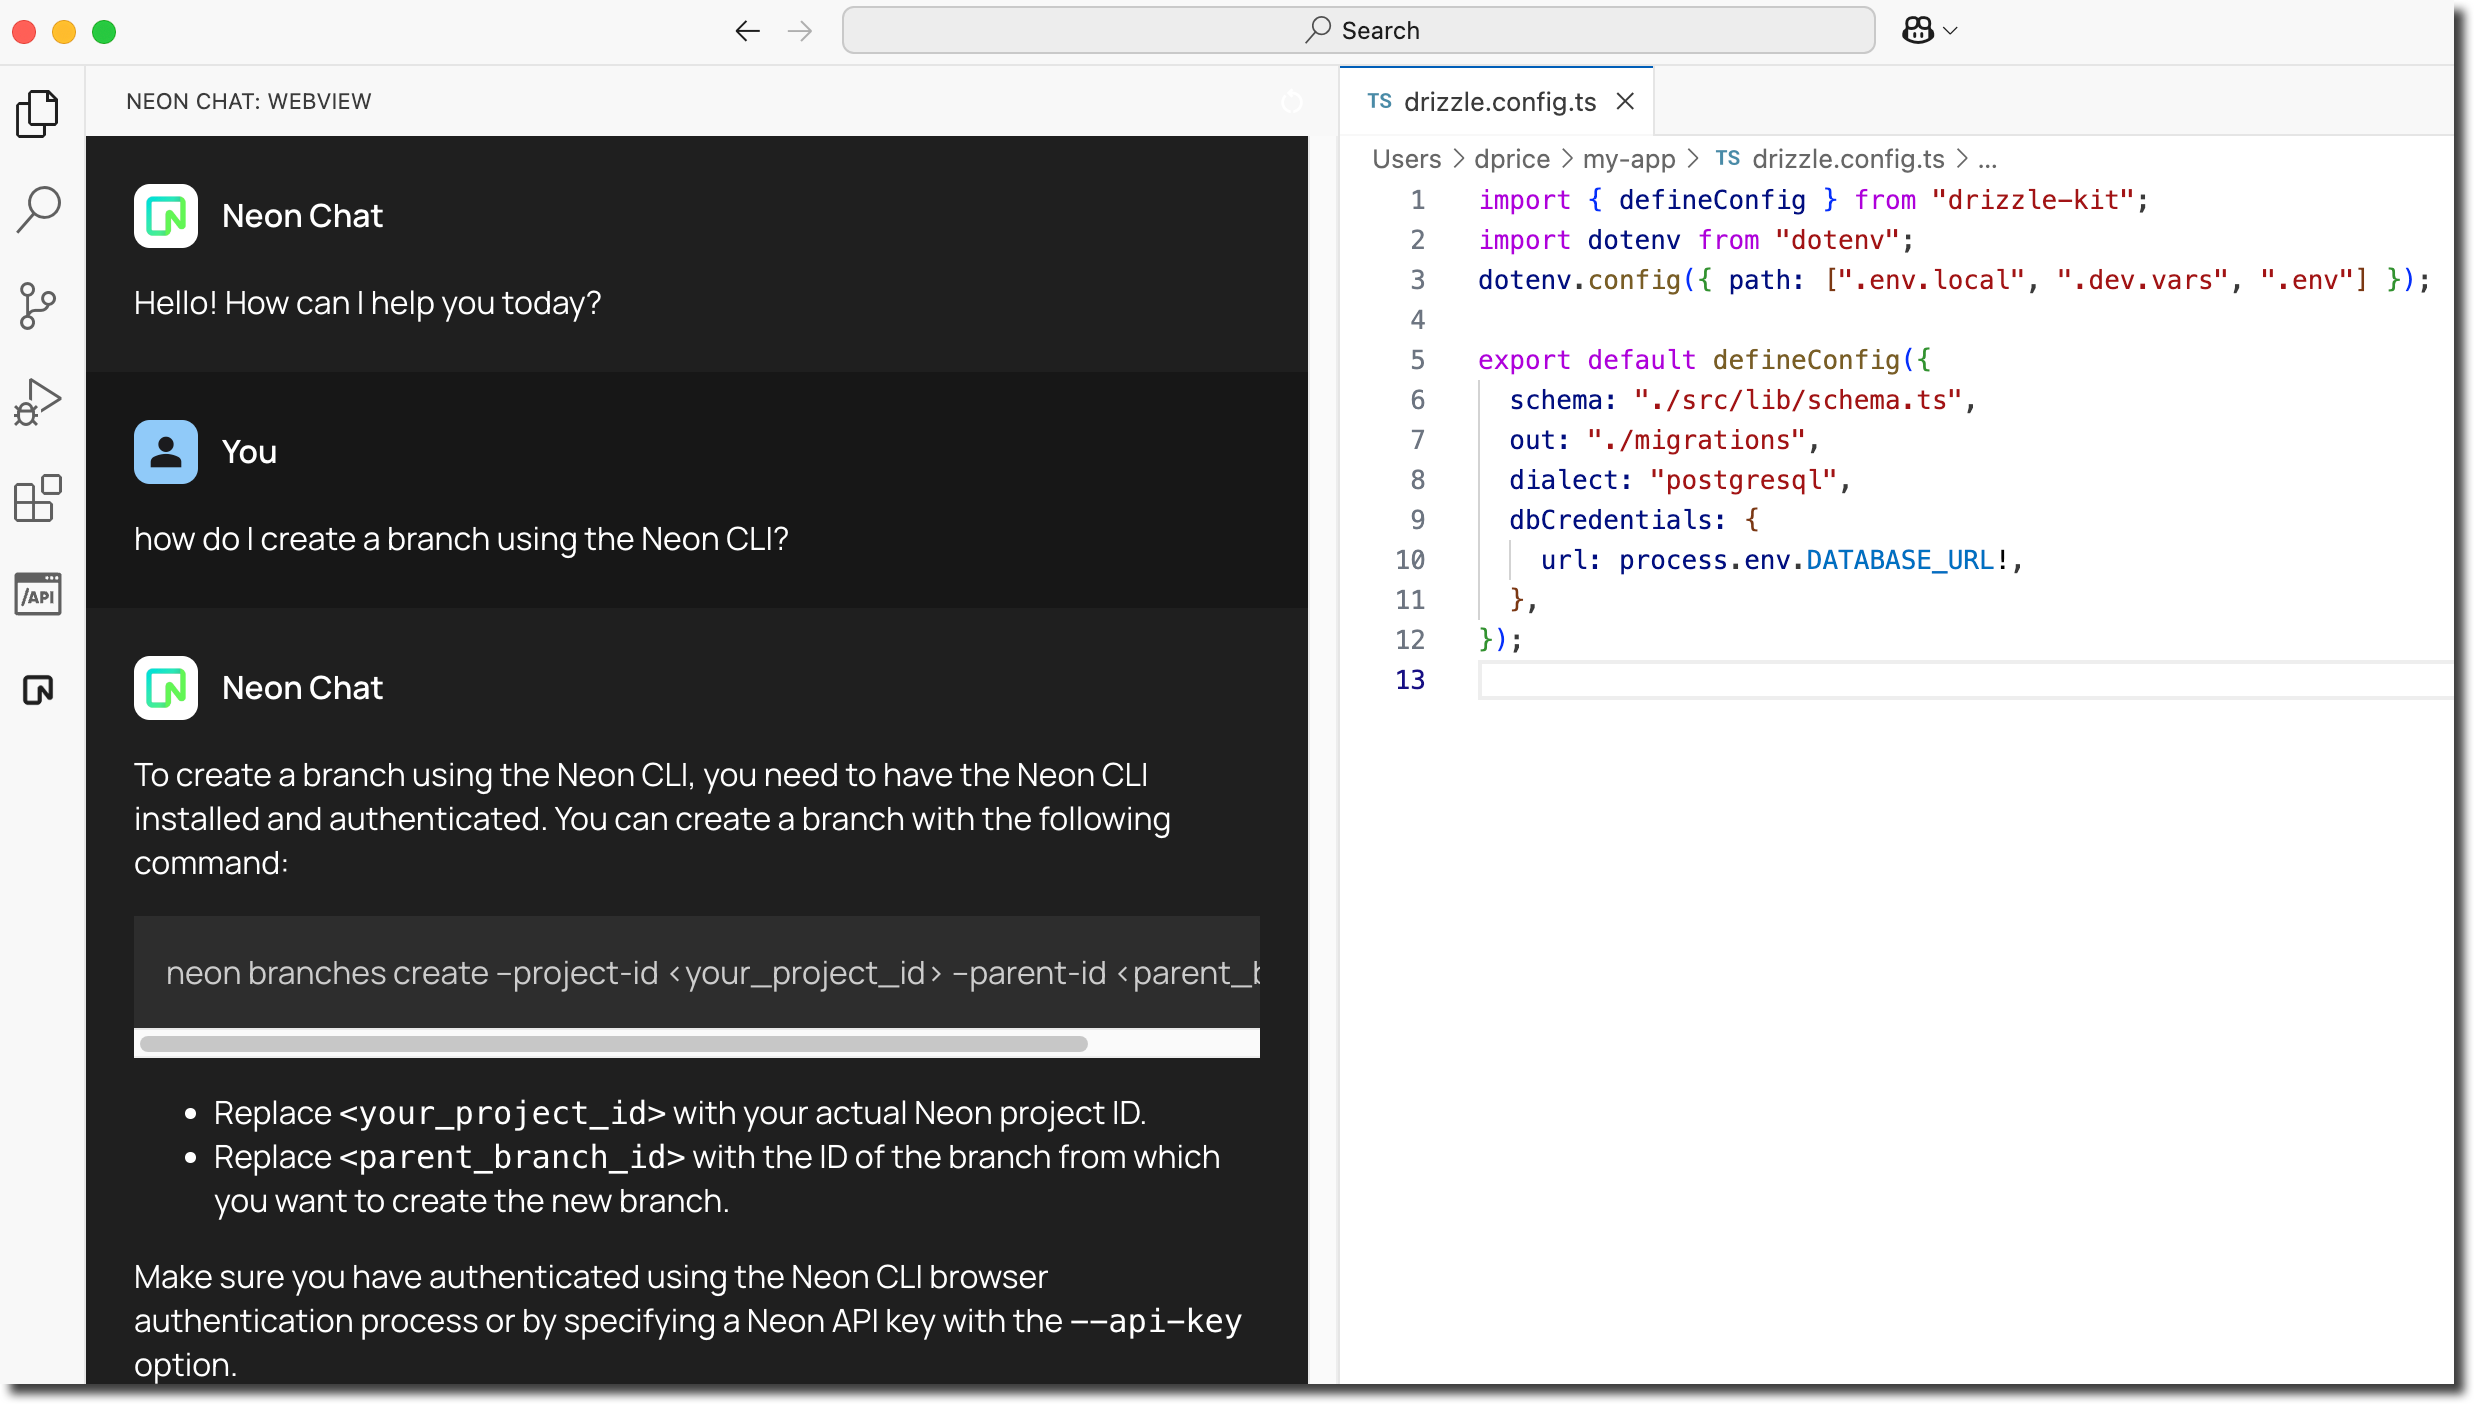 Search
NEON CHAT: WEBVIEW
Neon Chat
Hello! How can I help you today?
You
how do I create a branch using the Neon CLI?
Neon Chat
To create a branch using the Neon CLI, you need to have the Neon CLI
installed and authenticated. You can create a branch with the following
command:
neon branches create –project-id <your_project_id> –parent-id <parent_b
• Replace <your_project_id> with your actual Neon project ID.
• Replace <parent_branch_id> with the ID of the branch from which
you want to create the new branch.
Make sure you have authenticated using the Neon CLI browser
authentication process or by specifying a Neon API key with the --api-key
option.
/API
TS drizzle.config.ts
Users > dprice > my-app > TS drizzle.config.ts > ...
1 import { defineConfig } from "drizzle-kit";
2 import dotenv from "dotenv";
3 dotenv.config({ path: [".env.local", ".dev.vars", ".env"] });
4
5 export default defineConfig({
6   schema: "./src/lib/schema.ts",
7   out: "./migrations",
8   dialect: "postgresql",
9   dbCredentials: {
10     url: process.env.DATABASE_URL!,
11   },
12 });
13